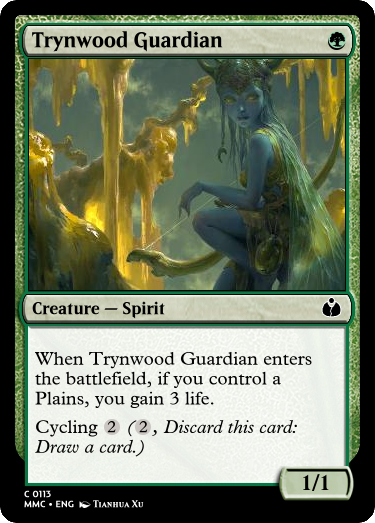 Trynwood Guardian
Creature — Spirit
When Trynwood Guardian enters
the battlefield, if you control a
Plains, you gain 3 life.
Cycling 2 (2, Discard this card:
Draw a card.)
1/1
C 0113
MMC • ENG Tianhua Xu